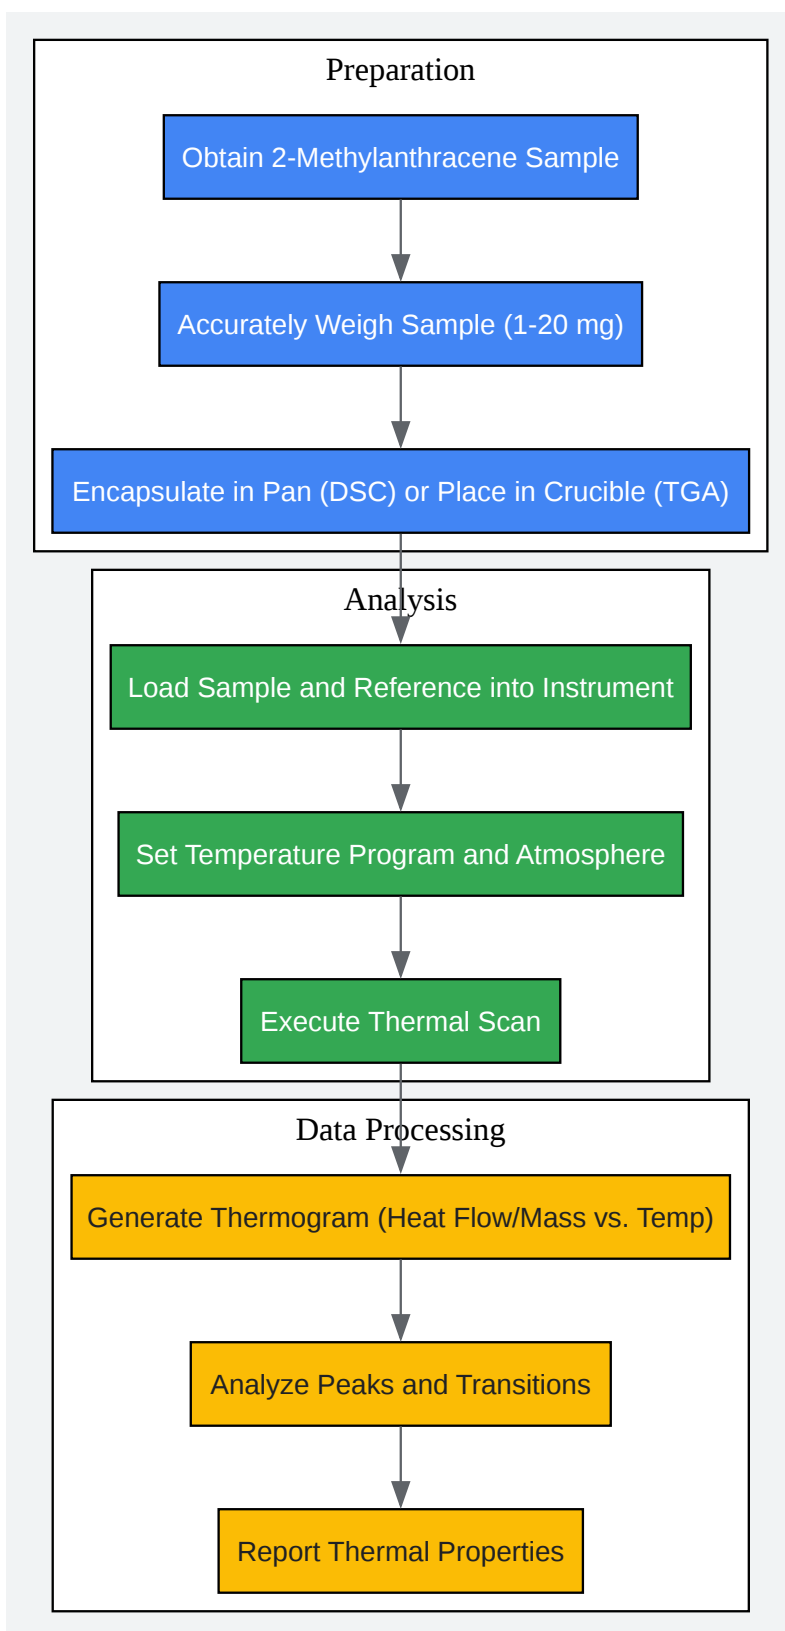 Preparation
Obtain 2-Methylanthracene Sample
Accurately Weigh Sample (1-20 mg)
Encapsulate in Pan (DSC) or Place in Crucible (TGA)
Analysis
Load Sample and Reference into Instrument
Set Temperature Program and Atmosphere
Execute Thermal Scan
Data Processing
Generate Thermogram (Heat Flow/Mass vs. Temp)
Analyze Peaks and Transitions
Report Thermal Properties